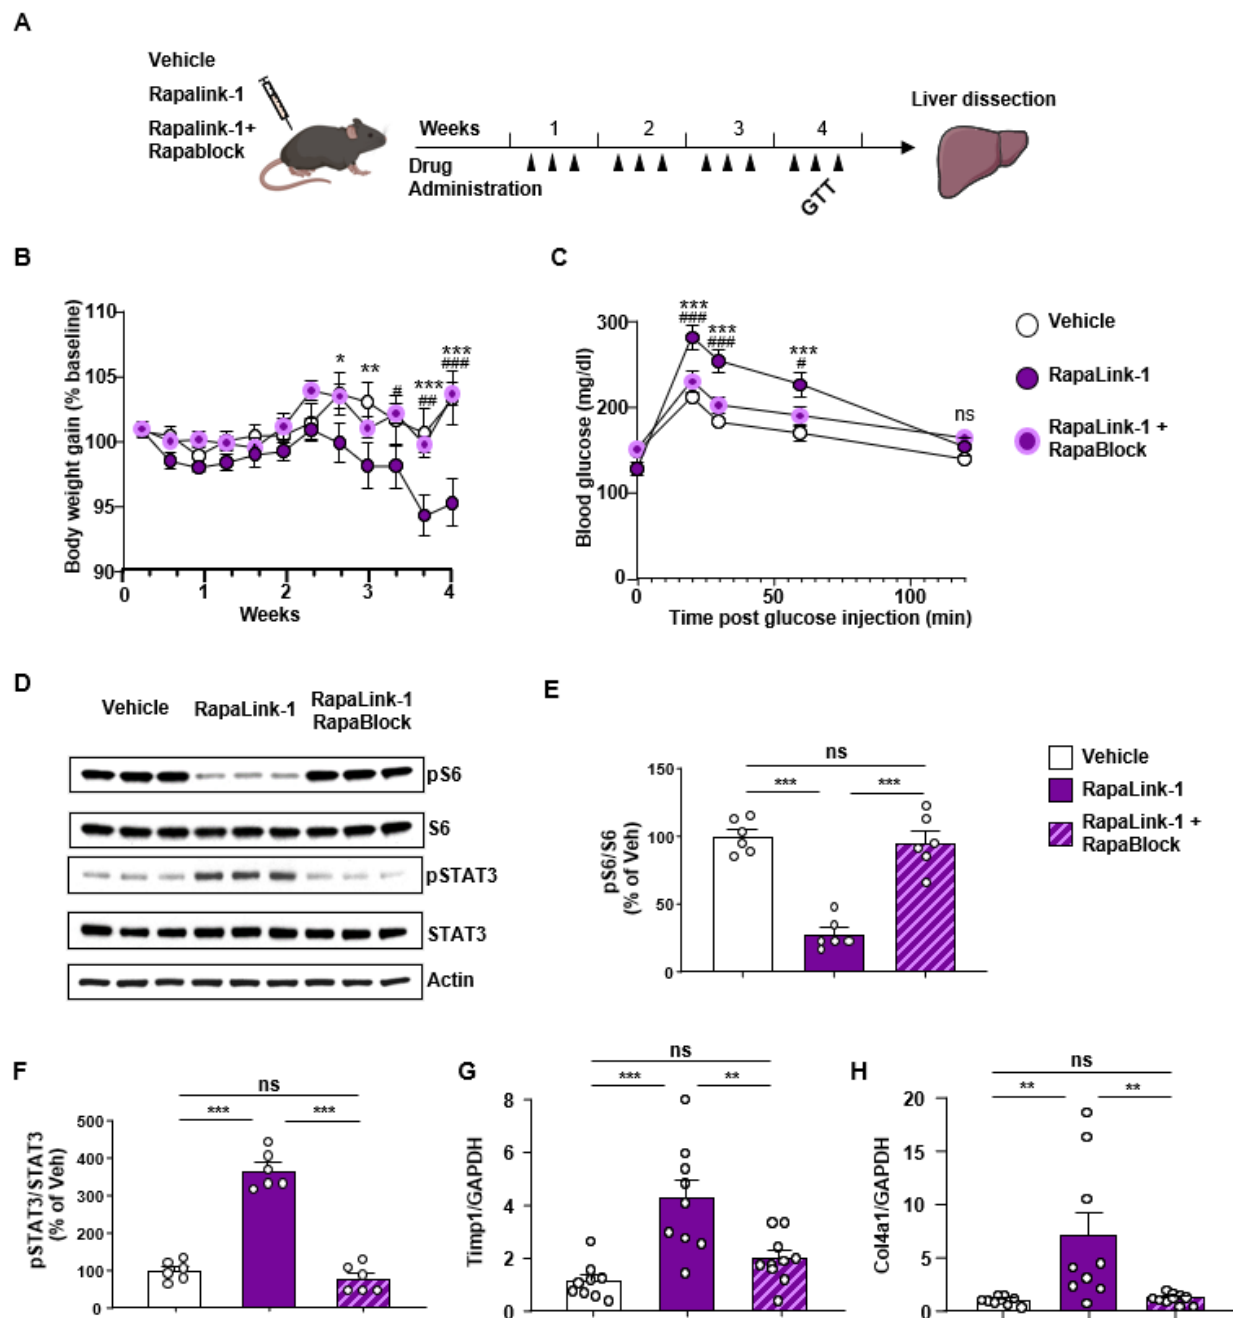 A
Vehicle
Rapalink-1
Rapalink-1+
Rapablock
Weeks 1 2 3 4
Drug
Administration
GTT
Liver dissection
B
Body weight gain (% baseline)
110
105
100
95
90
* ** # *** ***
## ###
0 1 2 3 4
Weeks
C
Blood glucose (mg/dl)
300
200
100
0
***
###
***
###
***
#
ns
0 50 100
Time post glucose injection (min)
Vehicle
RapaLink-1
RapaLink-1 +
RapaBlock
D
Vehicle RapaLink-1 RapaLink-1
RapaBlock
pS6
S6
pSTAT3
STAT3
Actin
E
pS6/S6
(% of Veh)
150
100
50
0
ns
*** ***
Vehicle
RapaLink-1
RapaLink-1 +
RapaBlock
F
pSTAT3/STAT3
(% of Veh)
500
400
300
200
100
0
ns
*** ***
G
Timp1/GAPDH
8
6
4
2
0
ns
*** **
H
Col4a1/GAPDH
20
15
10
5
0
ns
** **